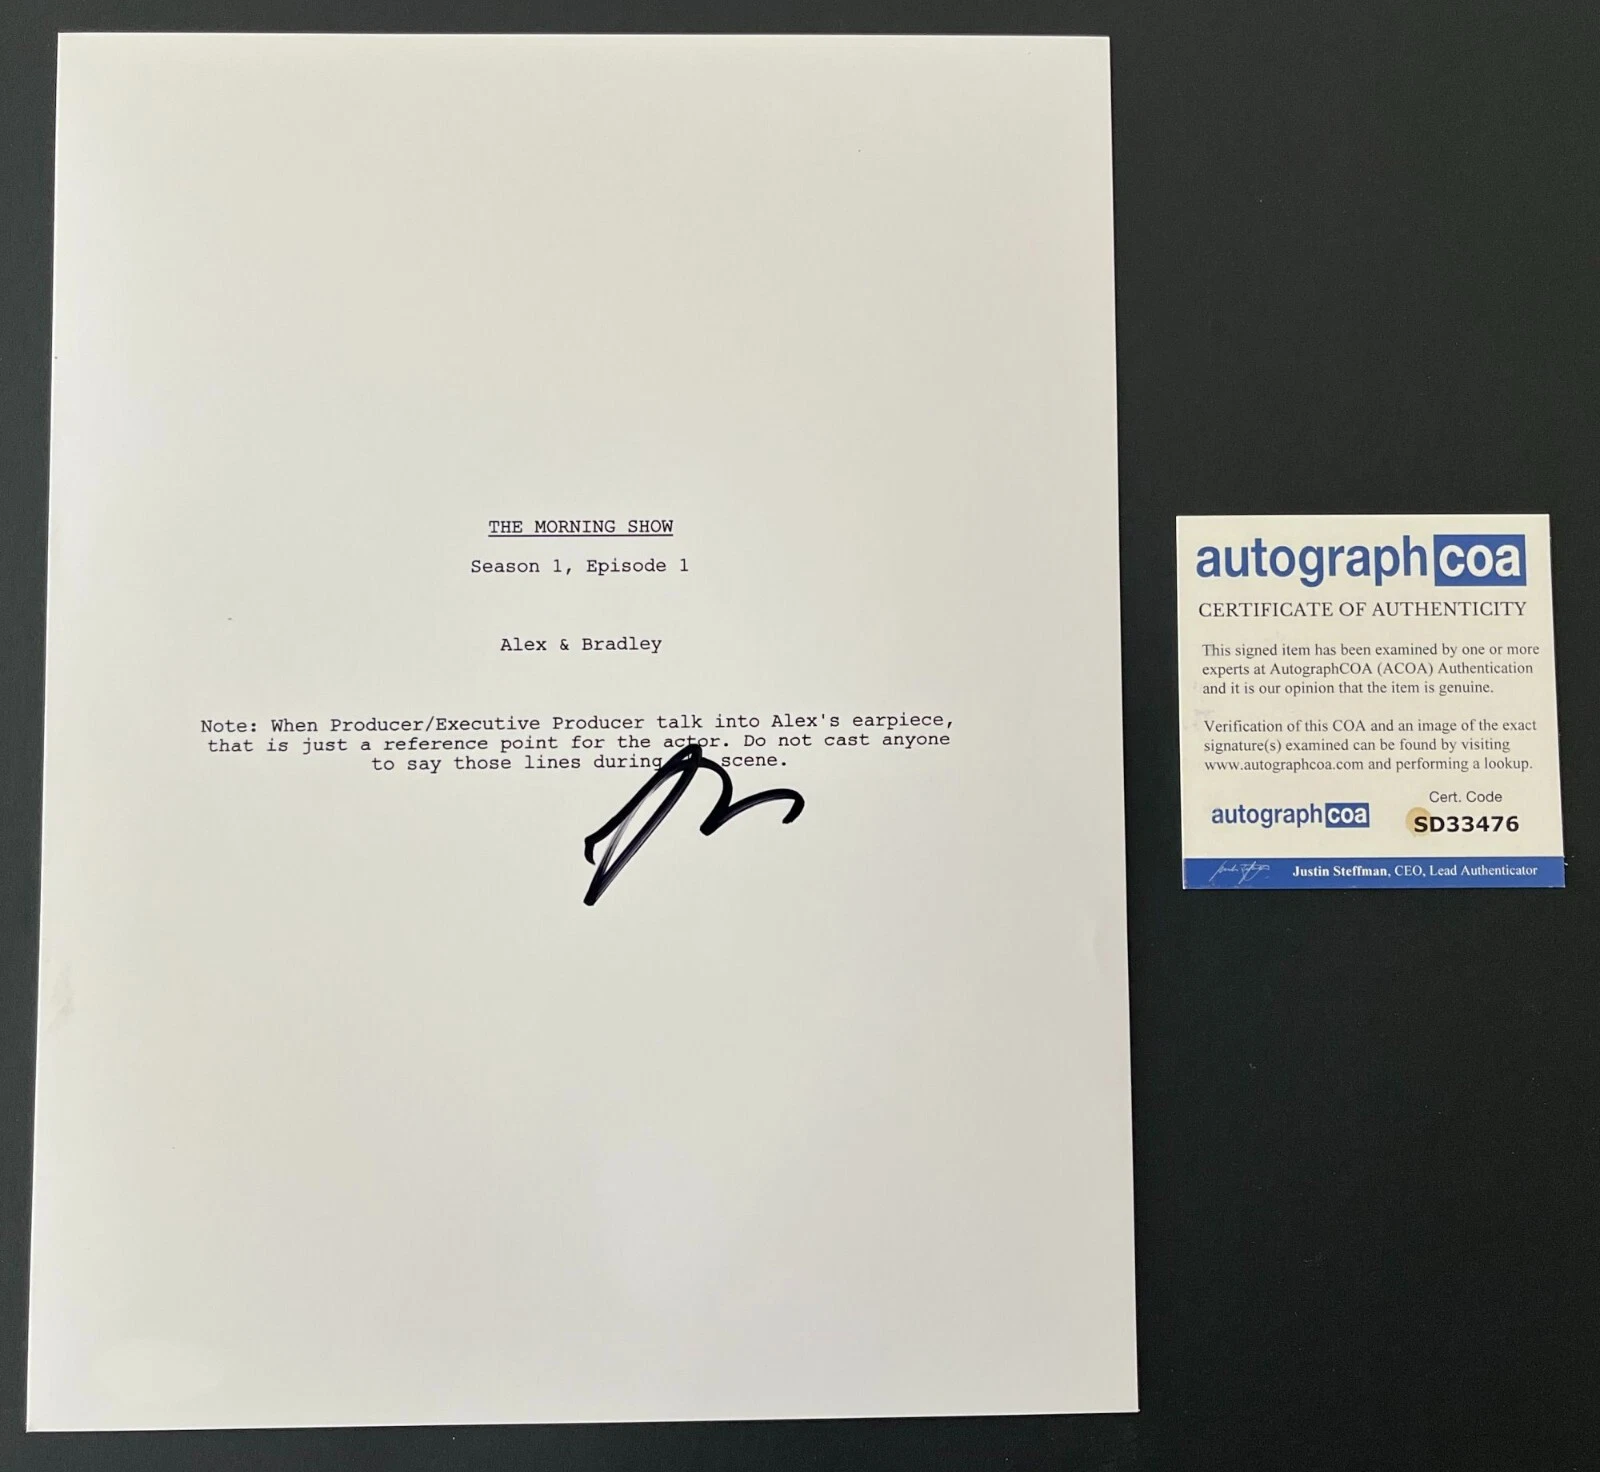 THE MORNING SHOW
Season 1, Episode 1
Alex & Bradley
Note: When Producer/Executive Producer talk into Alex's earpiece,
that is just a reference point for the actor. Do not cast anyone
to say those lines during scene.
autographcoa
CERTIFICATE OF AUTHENTICITY
This signed item has been examined by one or more
experts at AutographCOA (ACOA) Authentication
and it is our opinion that the item is genuine.
Verification of this COA and an image of the exact
signature(s) examined can be found by visiting
www.autographcoa.com and performing a lookup.
autographcoa
Cert. Code
SD33476
Justin Steffman, CEO, Lead Authenticator